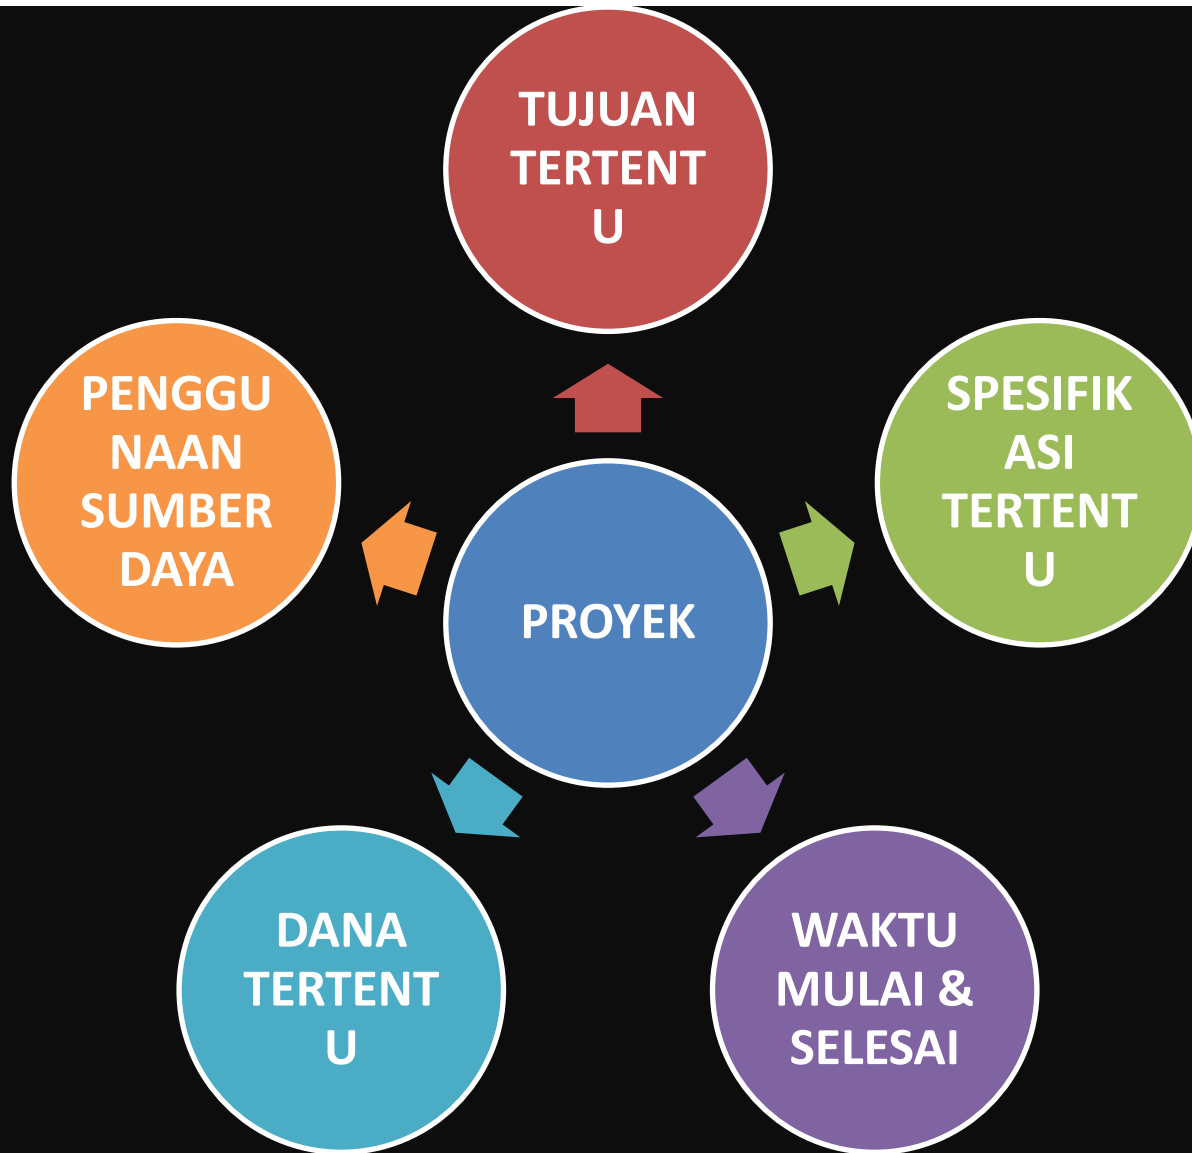 TUJUAN
TERTENT
U
PENGGU
NAAN
SUMBER
DAYA
SPESIFIK
ASI
TERTENT
U
PROYEK
DANA
TERTENT
U
WAKTU
MULAI &
SELESAI